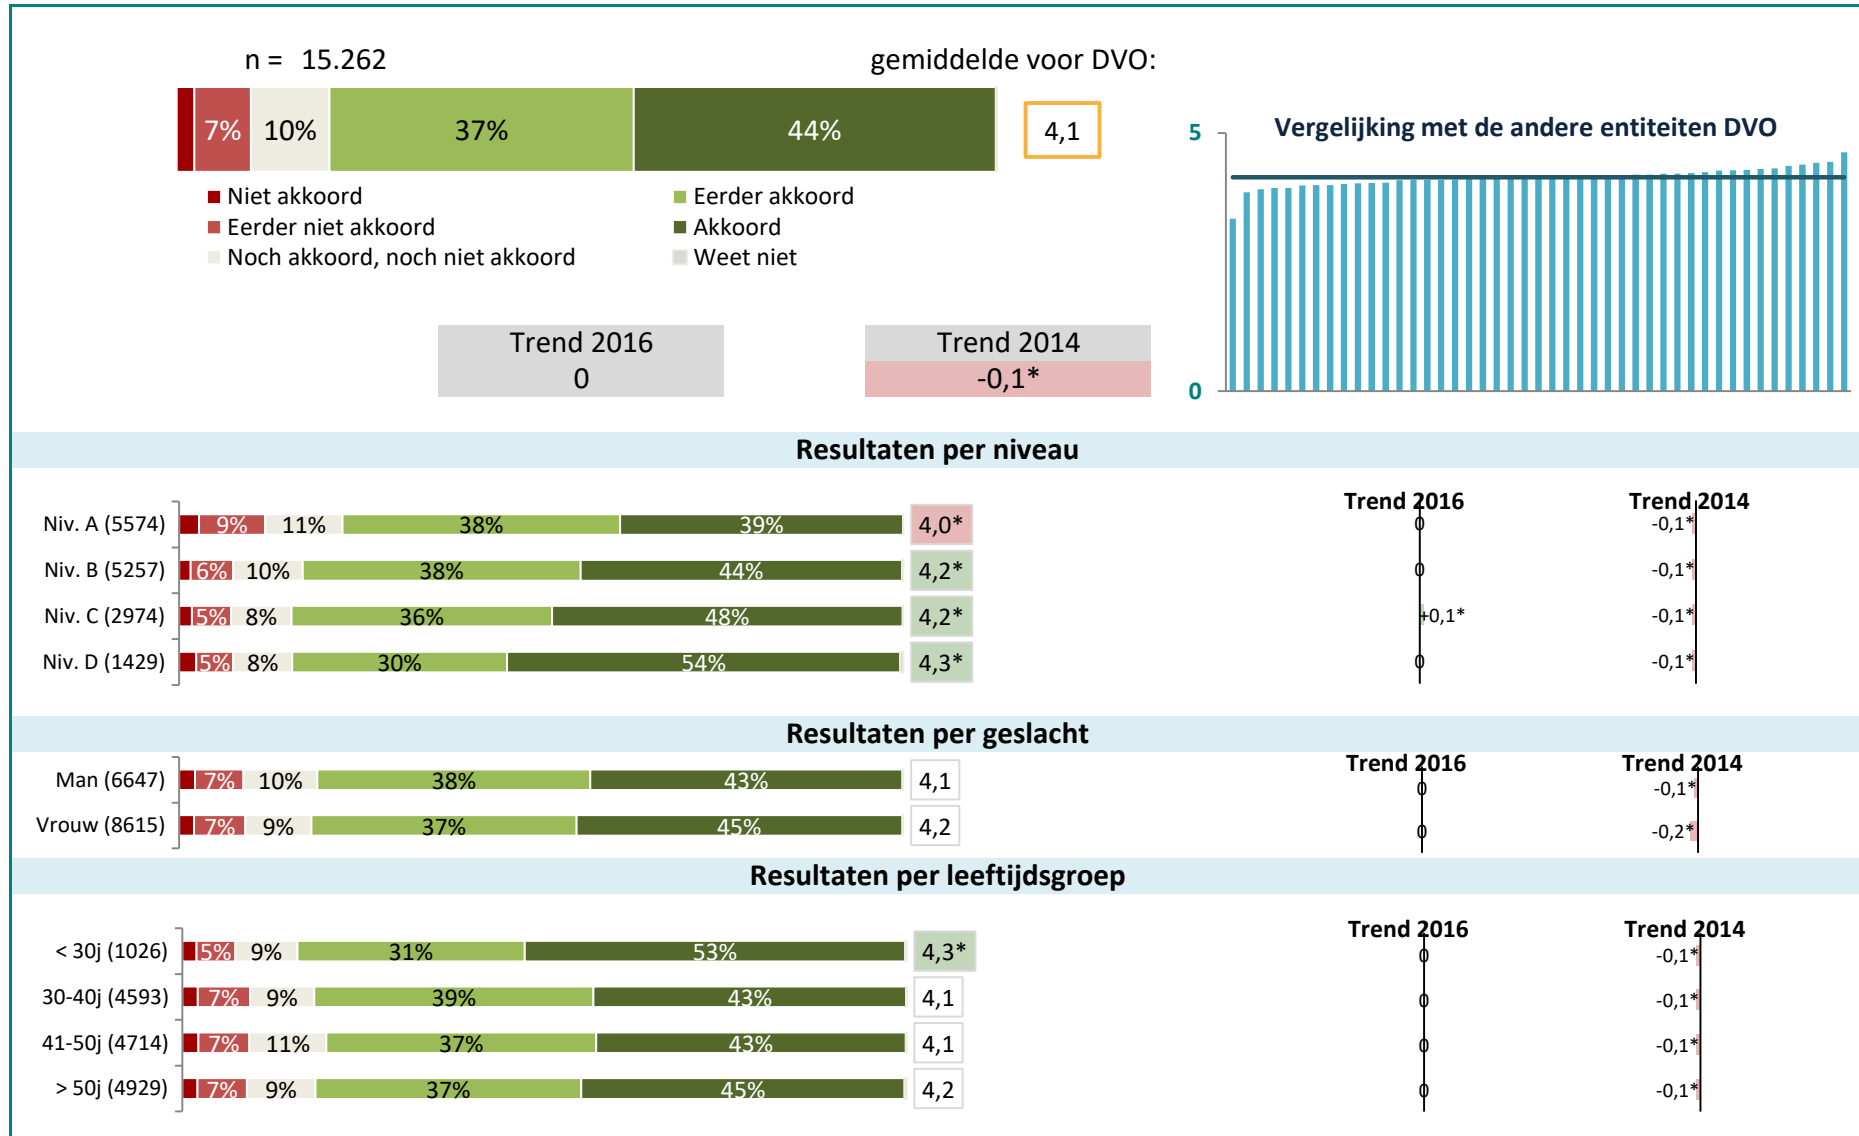 n = 15.262
gemiddelde voor DVO:
7% 10% 37% 44% 4,1
Niet akkoord
Eerder akkoord
Eerder niet akkoord
Akkoord
Noch akkoord, noch niet akkoord
Weet niet
Vergelijking met de andere entiteiten DVO
5
0
Trend 2016
0
Trend 2014
-0,1*
Resultaten per niveau
Trend 2016 Trend 2014
Niv. A (5574) 9% 11% 38% 39% 4,0* 0 -0,1*
Niv. B (5257) 6% 10% 38% 44% 4,2* 0 -0,1*
Niv. C (2974) 5% 8% 36% 48% 4,2* +0,1* -0,1*
Niv. D (1429) 5% 8% 30% 54% 4,3* 0 -0,1*
Resultaten per geslacht
Trend 2016 Trend 2014
Man (6647) 7% 10% 38% 43% 4,1 0 -0,1*
Vrouw (8615) 7% 9% 37% 45% 4,2 0 -0,2*
Resultaten per leeftijdsgroep
Trend 2016 Trend 2014
< 30j (1026) 5% 9% 31% 53% 4,3* 0 -0,1*
30-40j (4593) 7% 9% 39% 43% 4,1 0 -0,1*
41-50j (4714) 7% 11% 37% 43% 4,1 0 -0,1*
> 50j (4929) 7% 9% 37% 45% 4,2 0 -0,1*